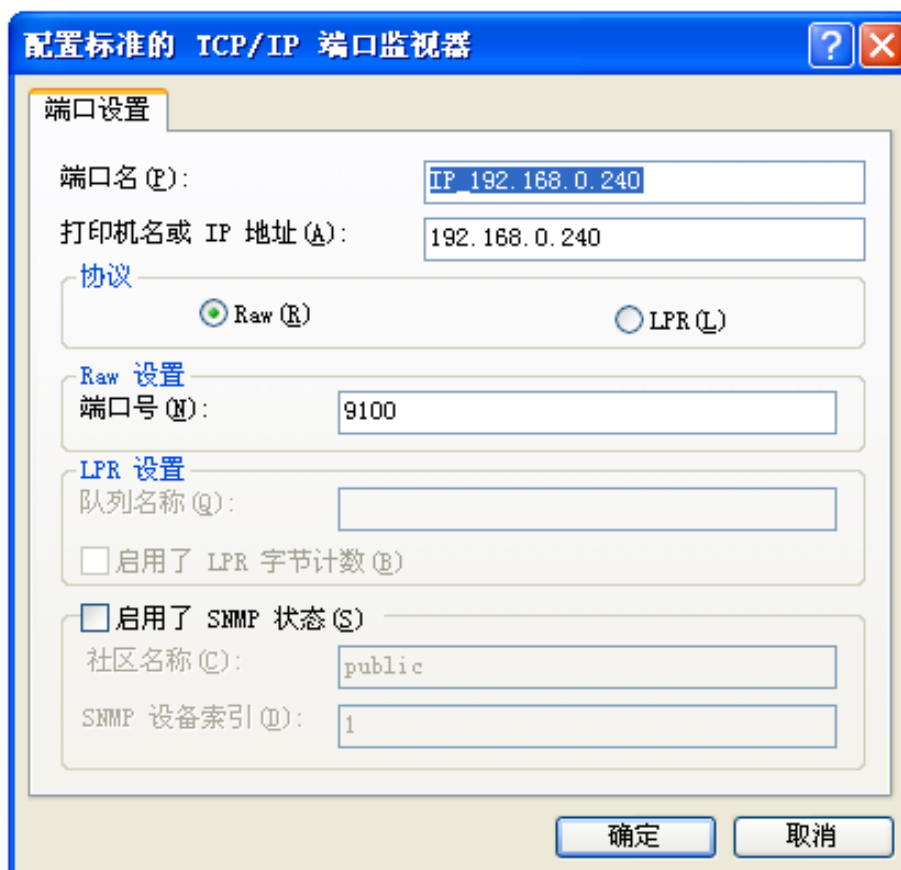 配置标准的 TCP/IP 端口监视器
端口设置
端口名(P): IP_192.168.0.240
打印机名或 IP 地址(A): 192.168.0.240
协议
Raw(R) LPR(L)
Raw 设置
端口号(N): 9100
LPR 设置
队列名称(Q):
启用了 LPR 字节计数(B)
启用了 SNMP 状态(S)
社区名称(C): public
SNMP 设备索引(D): 1
确定 取消